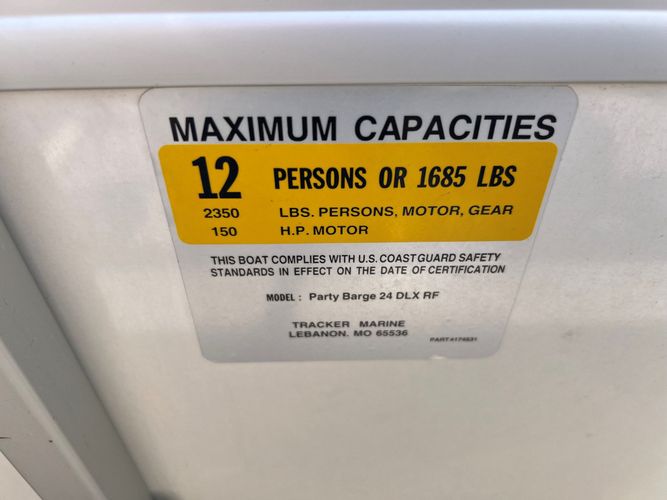 MAXIMUM CAPACITIES
12 PERSONS OR 1685 LBS
2350 LBS. PERSONS, MOTOR, GEAR
150 H.P. MOTOR
THIS BOAT COMPLIES WITH U.S. COAST GUARD SAFETY
STANDARDS IN EFFECT ON THE DATE OF CERTIFICATION
MODEL : Party Barge 24 DLX RF
TRACKER MARINE
LEBANON. MO 65536
PART#174531